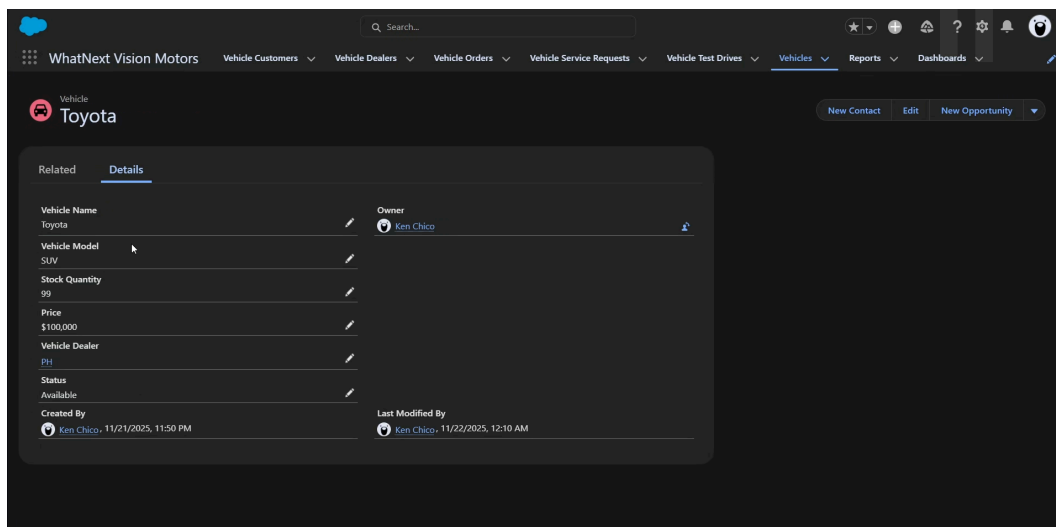 Search...
WhatNext Vision Motors
Vehicle Customers
Vehicle Dealers
Vehicle Orders
Vehicle Service Requests
Vehicle Test Drives
Vehicles
Reports
Dashboards
Vehicle
Toyota
New Contact
Edit
New Opportunity
Related
Details
Vehicle Name
Toyota
Owner
Ken Chico
Vehicle Model
SUV
Stock Quantity
99
Price
$100,000
Vehicle Dealer
PH
Status
Available
Created By
Ken Chico, 11/21/2025, 11:50 PM
Last Modified By
Ken Chico, 11/22/2025, 12:10 AM